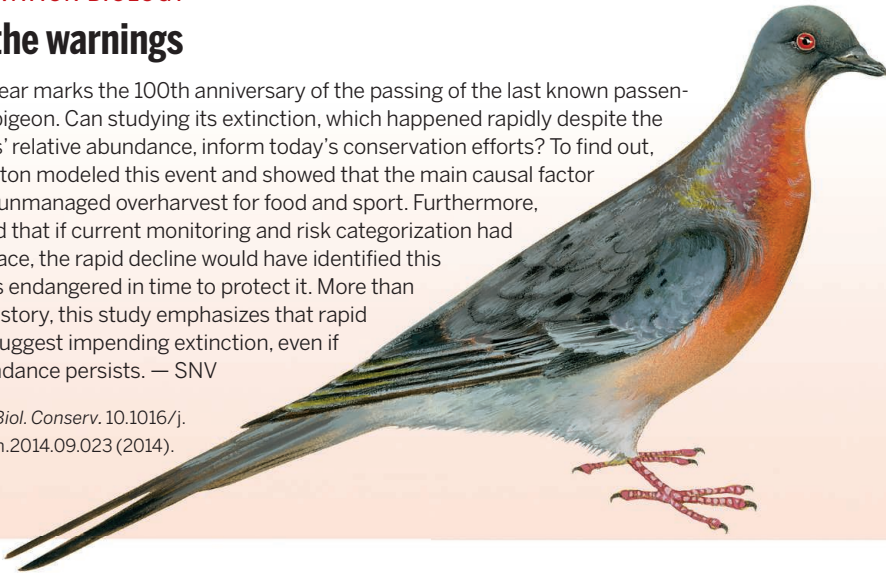 BIOLOGY
the warnings
ear marks the 100th anniversary of the passing of the last known passen-
pigeon. Can studying its extinction, which happened rapidly despite the
s’ relative abundance, inform today’s conservation efforts? To find out,
ton modeled this event and showed that the main causal factor
unmanaged overharvest for food and sport. Furthermore,
d that if current monitoring and risk categorization had
ace, the rapid decline would have identified this
s endangered in time to protect it. More than
story, this study emphasizes that rapid
uggest impending extinction, even if
ndance persists. — SNV
Biol. Conserv. 10.1016/j.
n.2014.09.023 (2014).